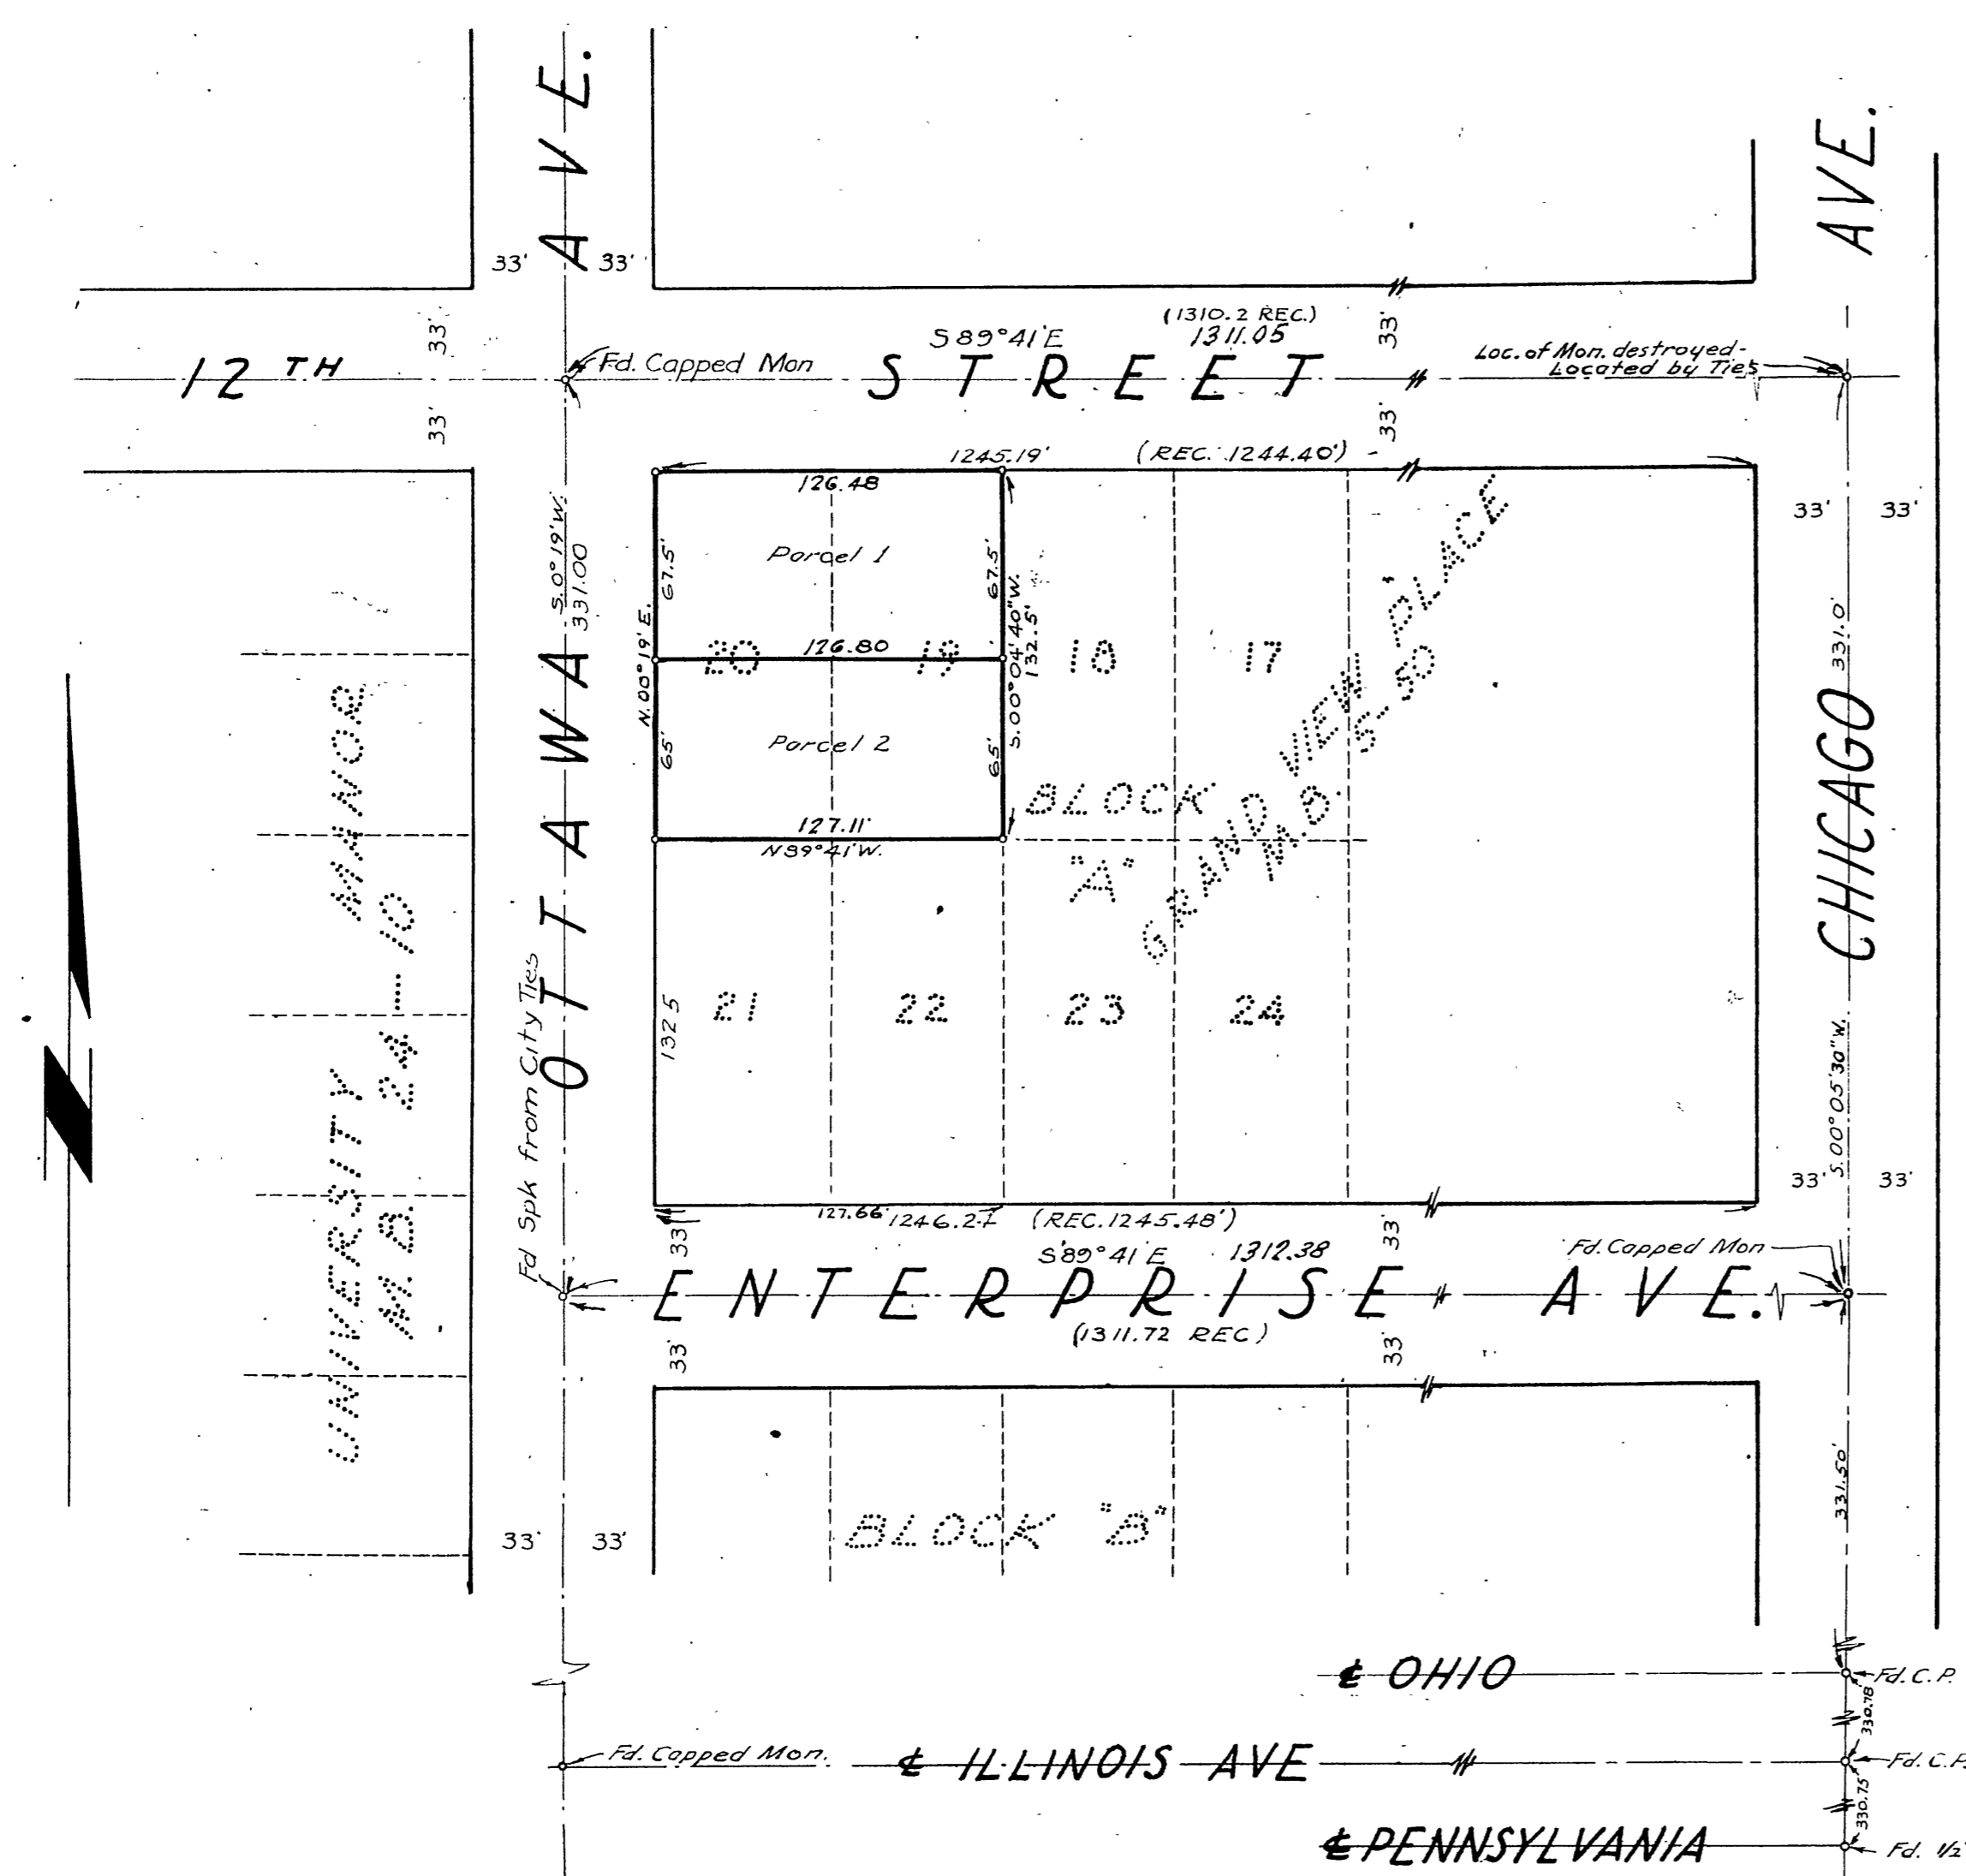 OTTAWA AVE.
CHICAGO AVE.
33'
33'
33'
33'
12TH STREET
S89°41'E
(1310.2 REC.)
1311.05
33'
33'
Fd. Capped Mon
Loc. of Mon. destroyed-
Located by Ties
1245.19'
(REC. 1244.40')
126.48
Parcel 1
67.5'
67.5'
S.0°19'W.
331.00
N.00°19'E.
S.00°04'40"W.
132.5'
33'
33'
331.0'
20
126.80
19
18
17
Parcel 2
65'
65'
127.11'
N89°41'W.
BLOCK
"A"
GRAND VIEW PLACE
M.B. 5-50
UNIVERSITY MANOR
M.B. 24-10
132.5
21
22
23
24
Fd Spk from City Ties
S.00°05'30"W.
33'
33'
127.66'
1246.21
(REC. 1245.48')
33'
33'
S89°41'E
1312.38
Fd. Capped Mon
ENTERPRISE AVE.
(1311.72 REC)
33'
33'
331.50'
BLOCK "B"
33'
33'
℄ OHIO
Fd. C.P.
330.78
Fd. Capped Mon.
℄ ILLINOIS AVE
Fd. C.P.
330.75
℄ PENNSYLVANIA
Fd. 1/2